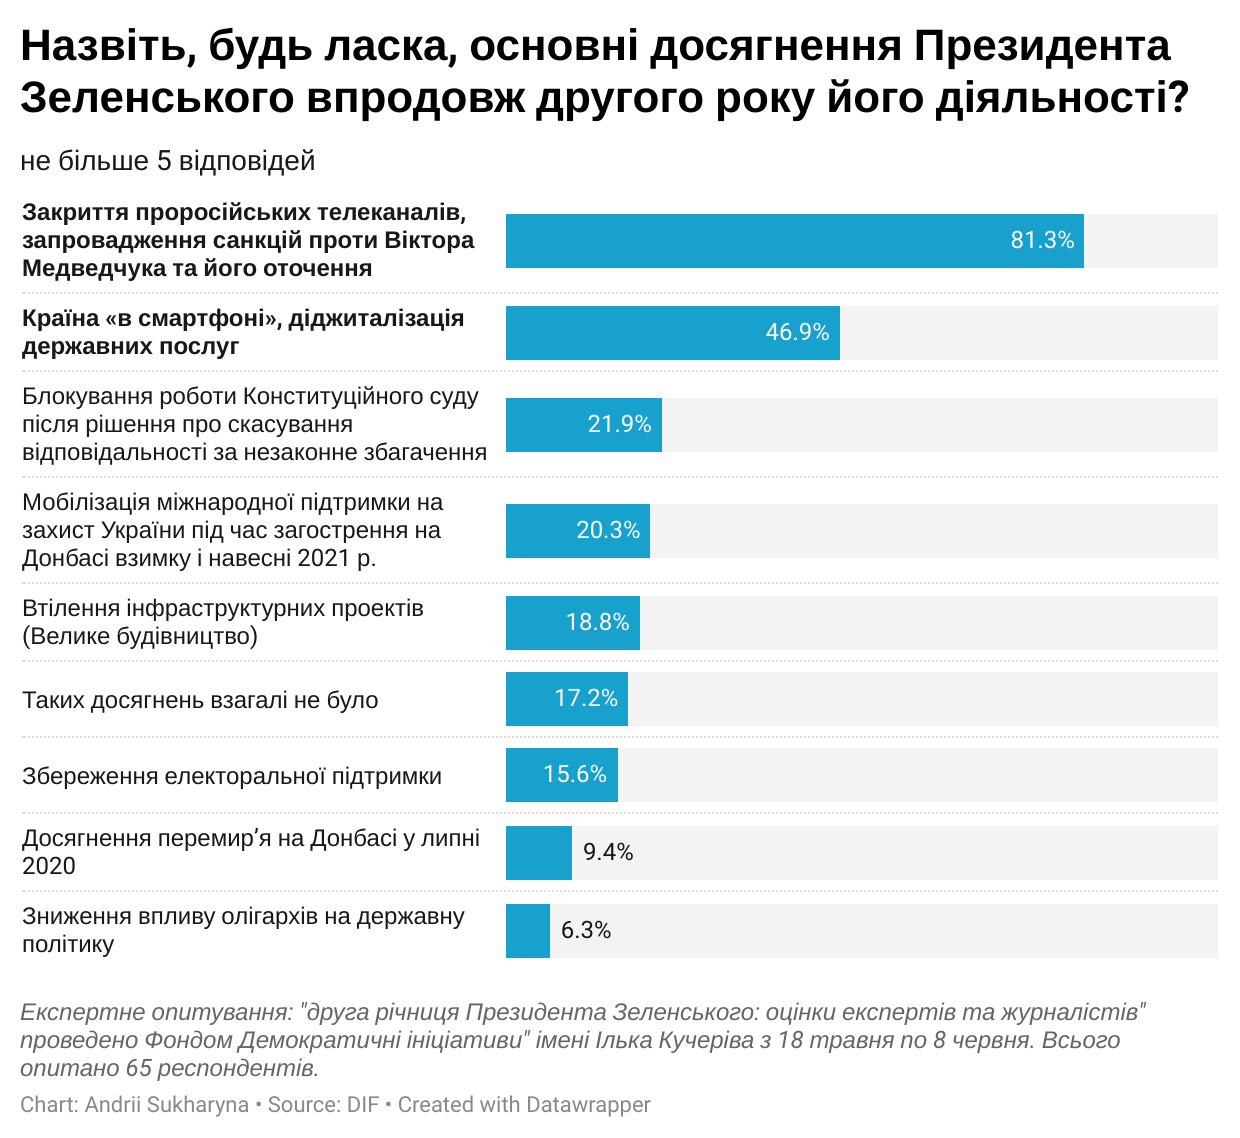 Назвіть, будь ласка, основні досягнення Президента
Зеленського впродовж другого року його діяльності?
не більше 5 відповідей
Закриття проросійських телеканалів,
запровадження санкцій проти Віктора
Медведчука та його оточення
81.3%
Країна «в смартфоні», діджиталізація
державних послуг
46.9%
Блокування роботи Конституційного суду
після рішення про скасування
відповідальності за незаконне збагачення
21.9%
Мобілізація міжнародної підтримки на
захист України під час загострення на
Донбасі взимку і навесні 2021 р.
20.3%
Втілення інфраструктурних проектів
(Велике будівництво)
18.8%
Таких досягнень взагалі не було
17.2%
Збереження електоральної підтримки
15.6%
Досягнення перемир’я на Донбасі у липні
2020
9.4%
Зниження впливу олігархів на державну
політику
6.3%
Експертне опитування: "друга річниця Президента Зеленського: оцінки експертів та журналістів"
проведено Фондом Демократичні ініціативи" імені Ілька Кучеріва з 18 травня по 8 червня. Всього
опитано 65 респондентів.
Chart: Andrii Sukharyna • Source: DIF • Created with Datawrapper